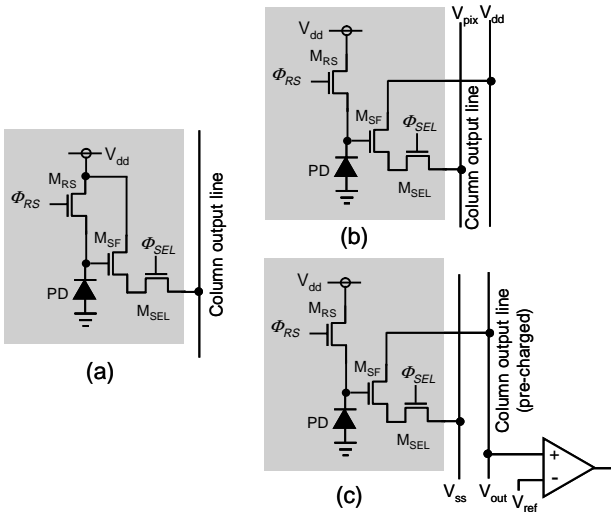 V_dd
M_RS
Φ_RS
M_SF
Φ_SEL
PD
M_SEL
Column output line
(a)
V_pix V_dd
V_dd
M_RS
Φ_RS
M_SF
Φ_SEL
PD
M_SEL
Column output line
(b)
V_dd
M_RS
Φ_RS
M_SF
Φ_SEL
PD
M_SEL
Column output line
(pre-charged)
+
-
V_ss
V_out
V_ref
(c)